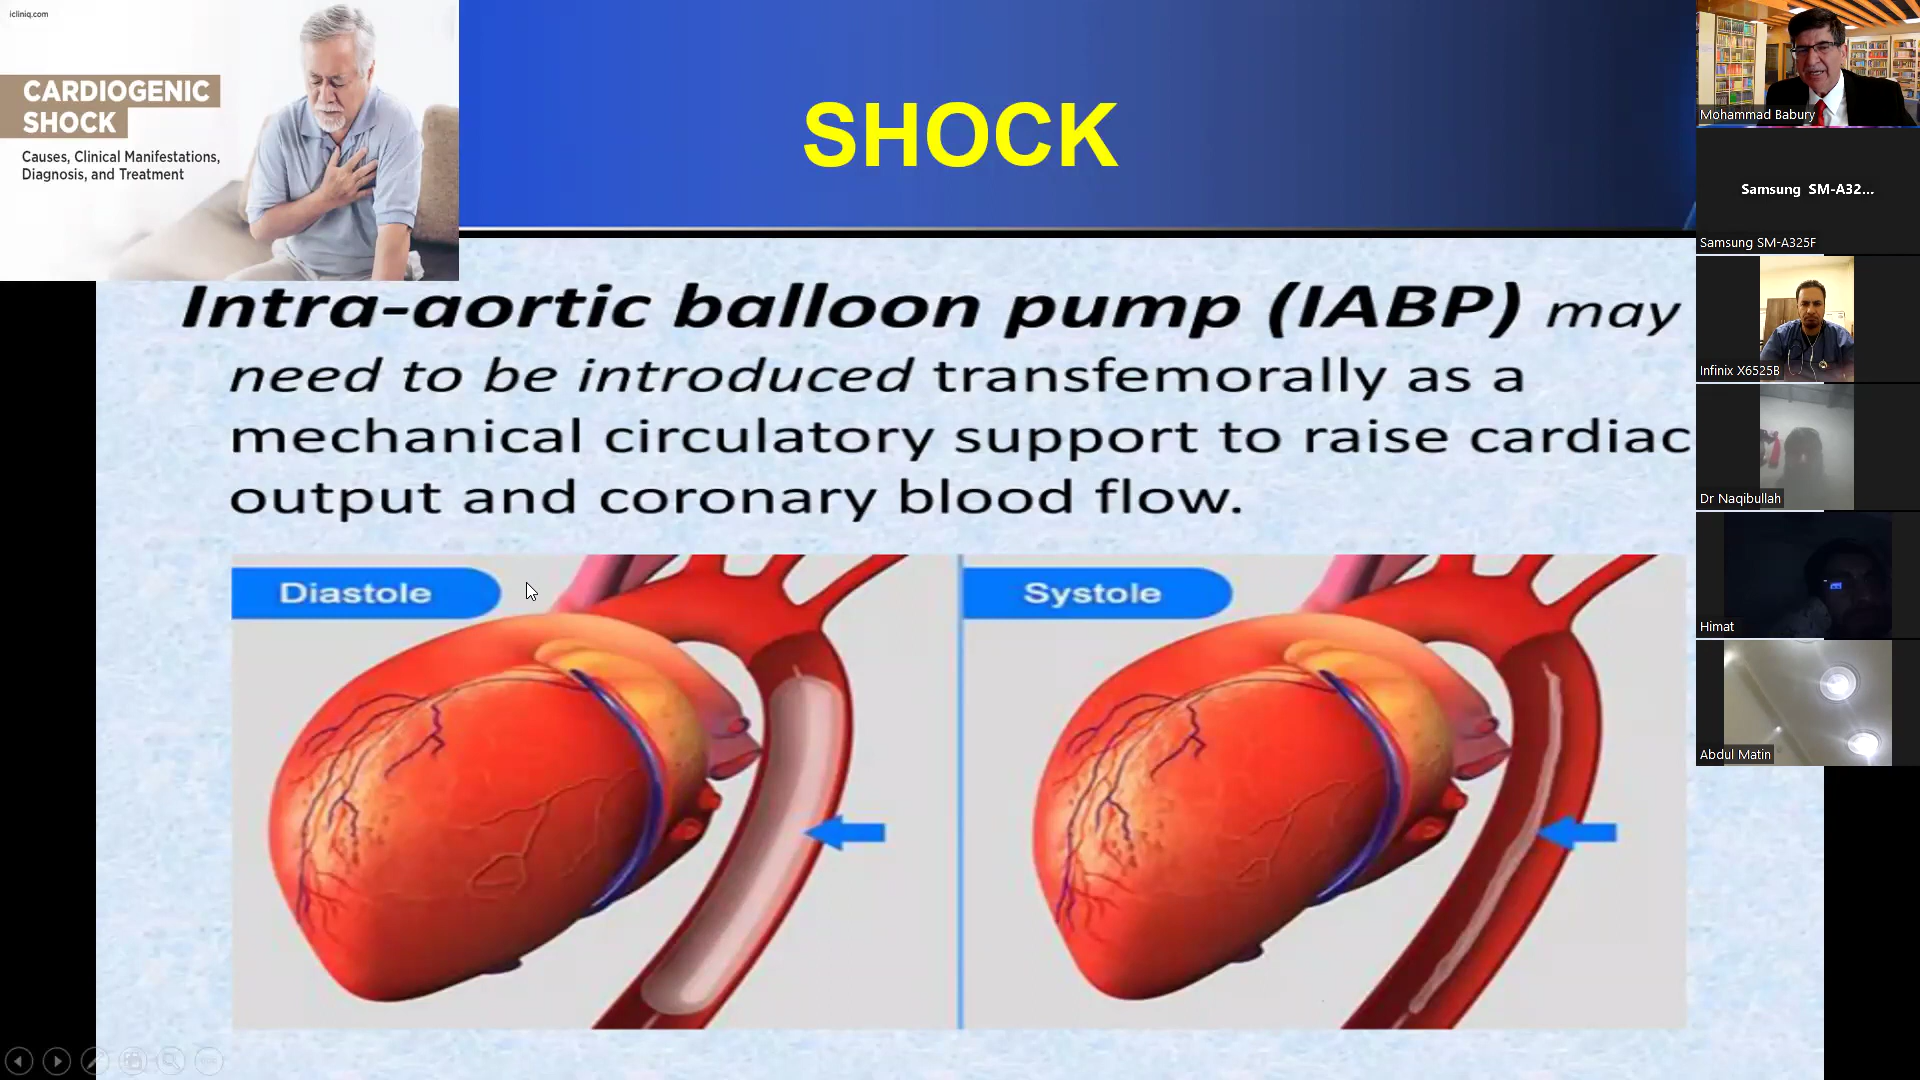 icliniq.com
CARDIOGENIC
SHOCK
Causes, Clinical Manifestations,
Diagnosis, and Treatment
SHOCK
Intra-aortic balloon pump (IABP) may
need to be introduced transfemorally as a
mechanical circulatory support to raise cardiac
output and coronary blood flow.
Diastole
Systole
Mohammad Babury
Samsung SM-A32...
Samsung SM-A325F
Infinix X6525B
Dr Naqibullah
Himat
Abdul Matin